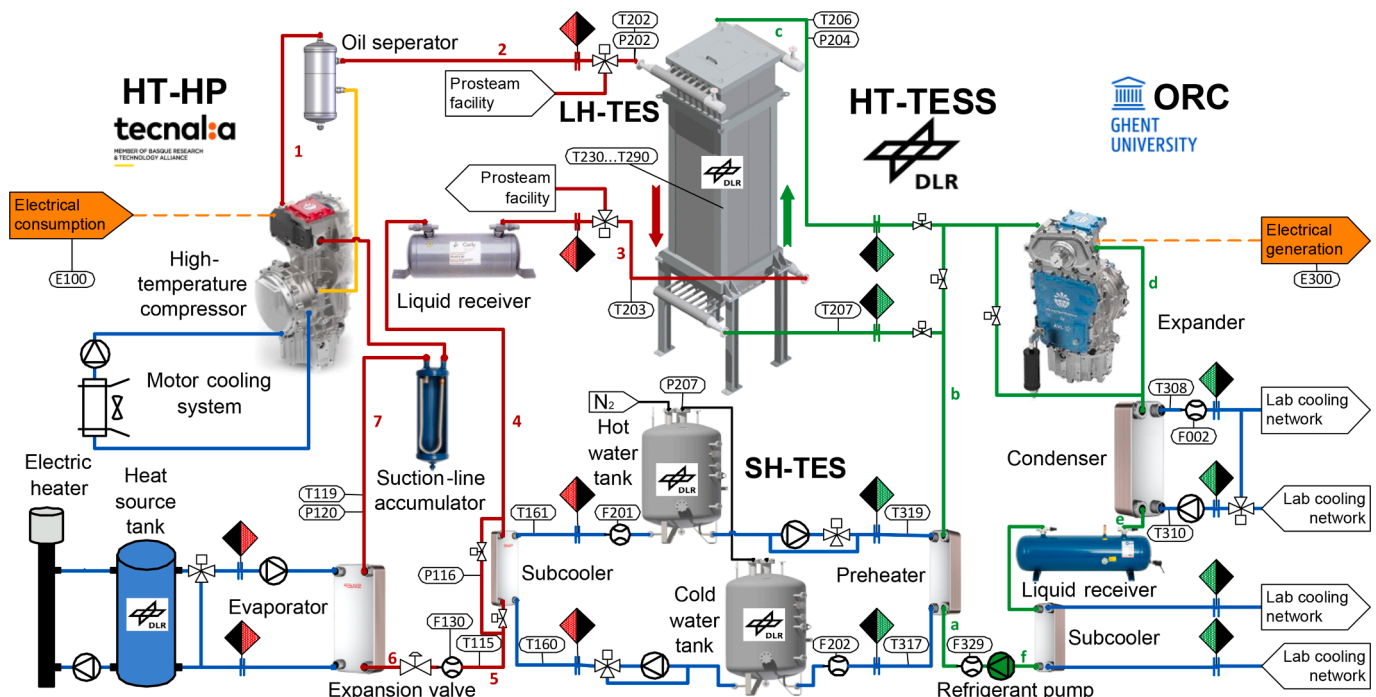 Oil seperator
2
T202
P202
c
T206
P204
HT-HP
tecnal:a
MEMBER OF BASQUE RESEARCH
& TECHNOLOGY ALLIANCE
Prosteam
facility
LH-TES
HT-TESS
DLR
ORC
GHENT
UNIVERSITY
1
T230...T290
DLR
Electrical
consumption
E100
Prosteam
facility
High-
temperature
compressor
Liquid receiver
3
T203
T207
d
Electrical
generation
E300
Expander
Motor cooling
system
7
4
N2
P207
Hot
water
tank
DLR
SH-TES
b
T308
F002
Lab cooling
network
Condenser
Electric
heater
Heat
source
tank
DLR
T119
P120
Suction-line
accumulator
T161
F201
T319
e
T310
Lab cooling
network
P116
Subcooler
Preheater
Liquid receiver
Evaporator
F130
T115
T160
Cold
water
tank
DLR
F202
T317
a
F329
f
Subcooler
Lab cooling
network
Lab cooling
network
6
5
Expansion valve
Refrigerant pump